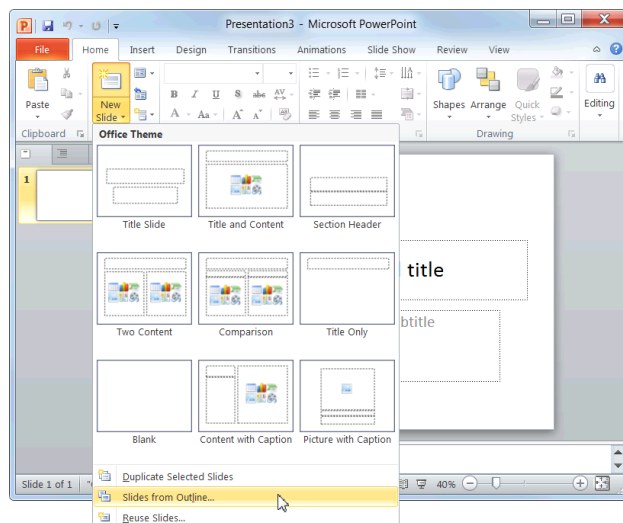 Presentation3 - Microsoft PowerPoint
File Home Insert Design Transitions Animations Slide Show Review View
Paste
New Slide
B I U S abc AV
A Aa A A
Shapes Arrange Quick Styles
Editing
Clipboard Drawing
Office Theme
1
Title Slide Title and Content Section Header
title
btitle
Two Content Comparison Title Only
Blank Content with Caption Picture with Caption
Duplicate Selected Slides
Slide 1 of 1 40%
Slides from Outline...
Reuse Slides...